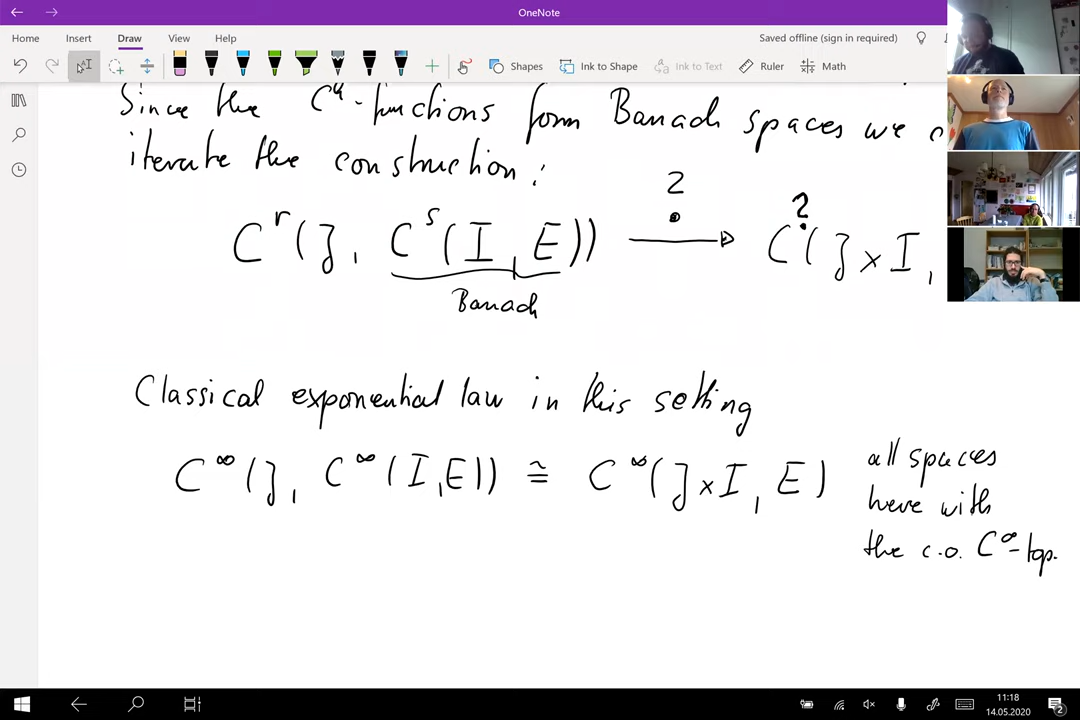 OneNote
Home Insert Draw View Help Saved offline (sign in required)
Shapes Ink to Shape Ink to Text Ruler Math
Since the C^k-functions form Banach spaces we c
iterate the construction:
C^r(J, C^s(I,E)) ⟶ C^?(J×I,
?
Banach
Classical exponential law in this setting
C^∞(J, C^∞(I,E)) ≅ C^∞(J×I, E)
all spaces
here with
the c.o. C^∞-top.
11:18
14.05.2020
2